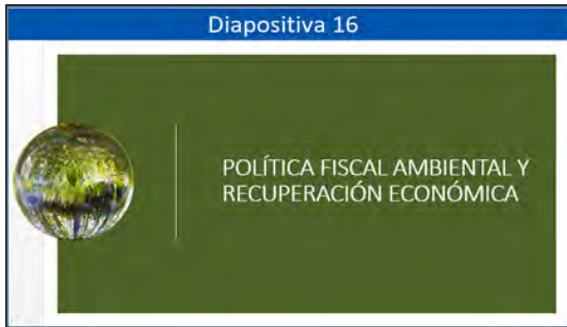 Diapositiva 16
POLÍTICA FISCAL AMBIENTAL Y
RECUPERACIÓN ECONÓMICA